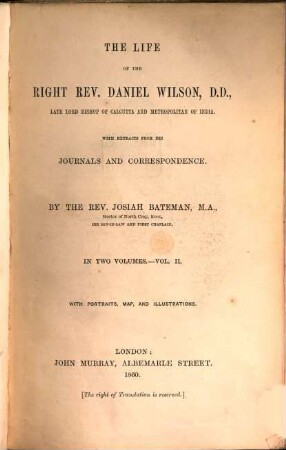 THE LIFE
OF THE
RIGHT REV. DANIEL WILSON, D.D.,
LATE LORD BISHOP OF CALCUTTA AND METROPOLITAN OF INDIA.
WITH EXTRACTS FROM HIS
JOURNALS AND CORRESPONDENCE.
BY THE REV. JOSIAH BATEMAN, M.A.,
Rector of North Cray, Kent,
HIS SON-IN-LAW AND FIRST CHAPLAIN.
IN TWO VOLUMES.—VOL. II.
WITH PORTRAITS, MAP, AND ILLUSTRATIONS.
LONDON:
JOHN MURRAY, ALBEMARLE STREET.
1860.
[The right of Translation is reserved.]